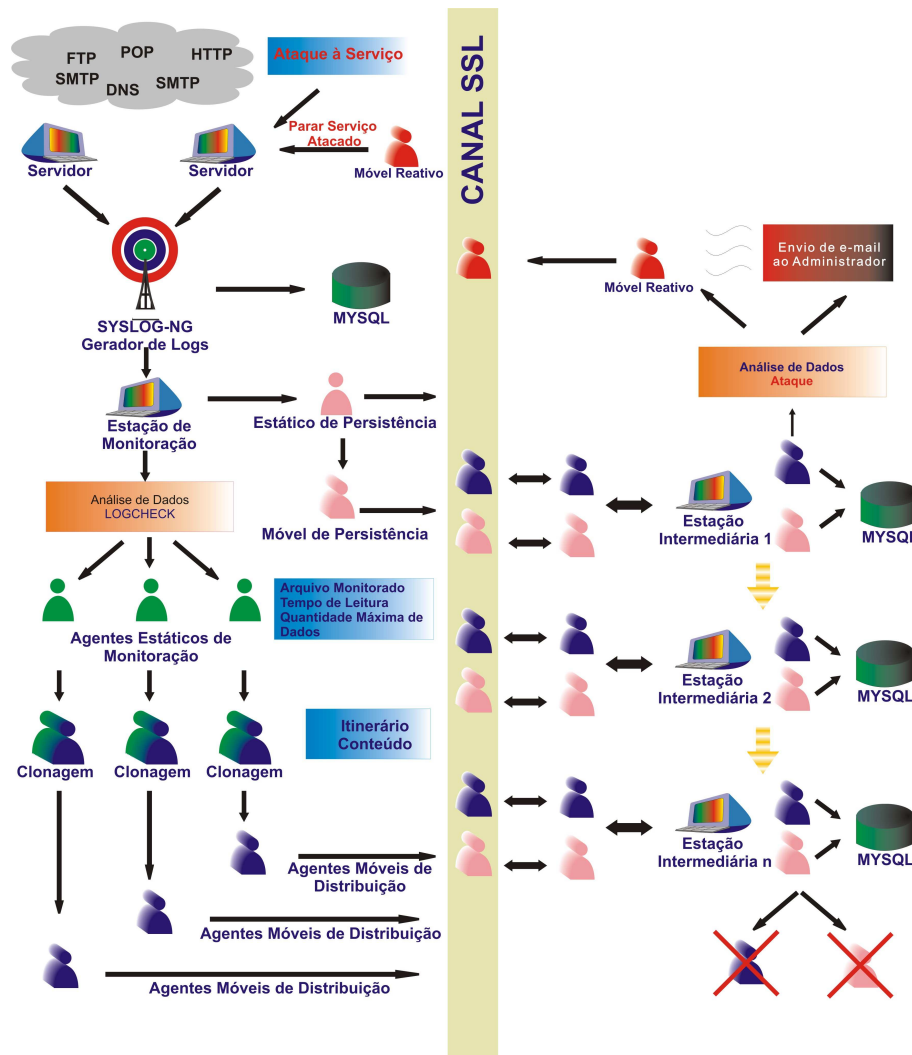 FTP
POP
HTTP
SMTP
DNS
SMTP
Ataque à Serviço
Parar Serviço
Atacado
Servidor
Servidor
Móvel Reativo
SYSLOG-NG
Gerador de Logs
MYSQL
Estação de
Monitoração
Estático de Persistência
Análise de Dados
LOGCHECK
Móvel de Persistência
Arquivo Monitorado
Tempo de Leitura
Quantidade Máxima de
Dados
Agentes Estáticos de
Monitoração
Itinerário
Conteúdo
Clonagem
Clonagem
Clonagem
Agentes Móveis de
Distribuição
Agentes Móveis de Distribuição
Agentes Móveis de Distribuição
CANAL SSL
Envio de e-mail
ao Administrador
Móvel Reativo
Análise de Dados
Ataque
Estação
Intermediária 1
MYSQL
Estação
Intermediária 2
MYSQL
Estação
Intermediária n
MYSQL